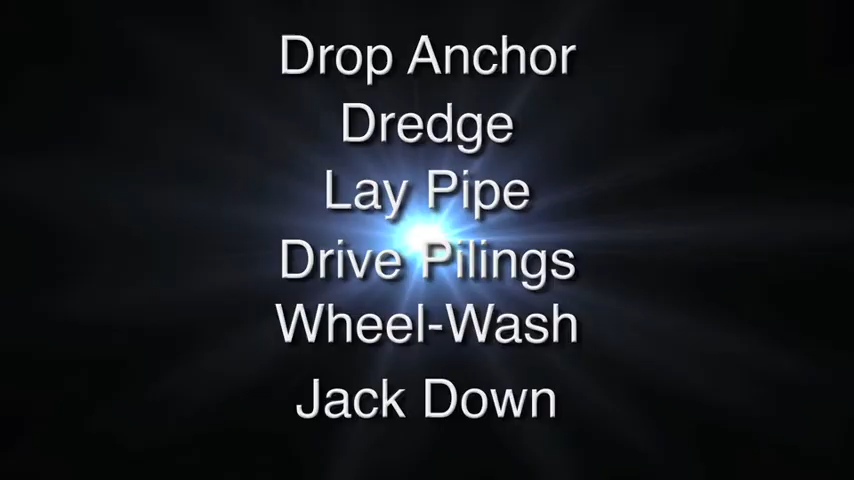 Drop Anchor
Dredge
Lay Pipe
Drive Pilings
Wheel-Wash
Jack Down